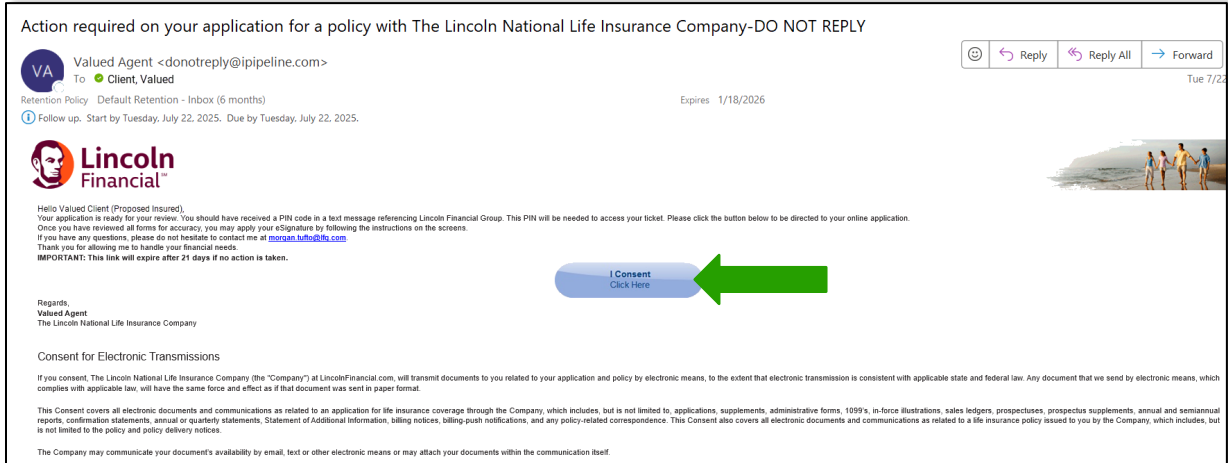 Action required on your application for a policy with The Lincoln National Life Insurance Company-DO NOT REPLY
VA
Valued Agent <donotreply@ipipeline.com>
To Client, Valued
Reply
Reply All
Forward
Tue 7/22
Retention Policy Default Retention - Inbox (6 months)
Expires 1/18/2026
Follow up. Start by Tuesday, July 22, 2025. Due by Tuesday, July 22, 2025.
Lincoln
Financial™
Hello Valued Client (Proposed Insured),
Your application is ready for your review. You should have received a PIN code in a text message referencing Lincoln Financial Group. This PIN will be needed to access your ticket. Please click the button below to be directed to your online application.
Once you have reviewed all forms for accuracy, you may apply your eSignature by following the instructions on the screens.
If you have any questions, please do not hesitate to contact me at morgan.tufto@lfg.com.
Thank you for allowing me to handle your financial needs.
IMPORTANT: This link will expire after 21 days if no action is taken.
I Consent
Click Here
Regards,
Valued Agent
The Lincoln National Life Insurance Company
Consent for Electronic Transmissions
If you consent, The Lincoln National Life Insurance Company (the "Company") at LincolnFinancial.com, will transmit documents to you related to your application and policy by electronic means, to the extent that electronic transmission is consistent with applicable state and federal law. Any document that we send by electronic means, which
complies with applicable law, will have the same force and effect as if that document was sent in paper format.
This Consent covers all electronic documents and communications as related to an application for life insurance coverage through the Company, which includes, but is not limited to, applications, supplements, administrative forms, 1099's, in-force illustrations, sales ledgers, prospectuses, prospectus supplements, annual and semiannual
reports, confirmation statements, annual or quarterly statements, Statement of Additional Information, billing notices, billing-push notifications, and any policy-related correspondence. This Consent also covers all electronic documents and communications as related to a life insurance policy issued to you by the Company, which includes, but
is not limited to the policy and policy delivery notices.
The Company may communicate your document's availability by email, text or other electronic means or may attach your documents within the communication itself.